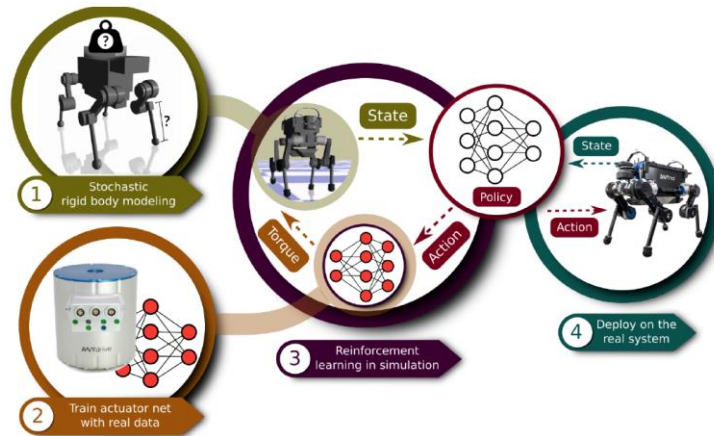 ?
?
1
Stochastic
rigid body modeling
2
Train actuator net
with real data
State
Torque
Action
Policy
3
Reinforcement
learning in simulation
State
Action
4
Deploy on the
real system